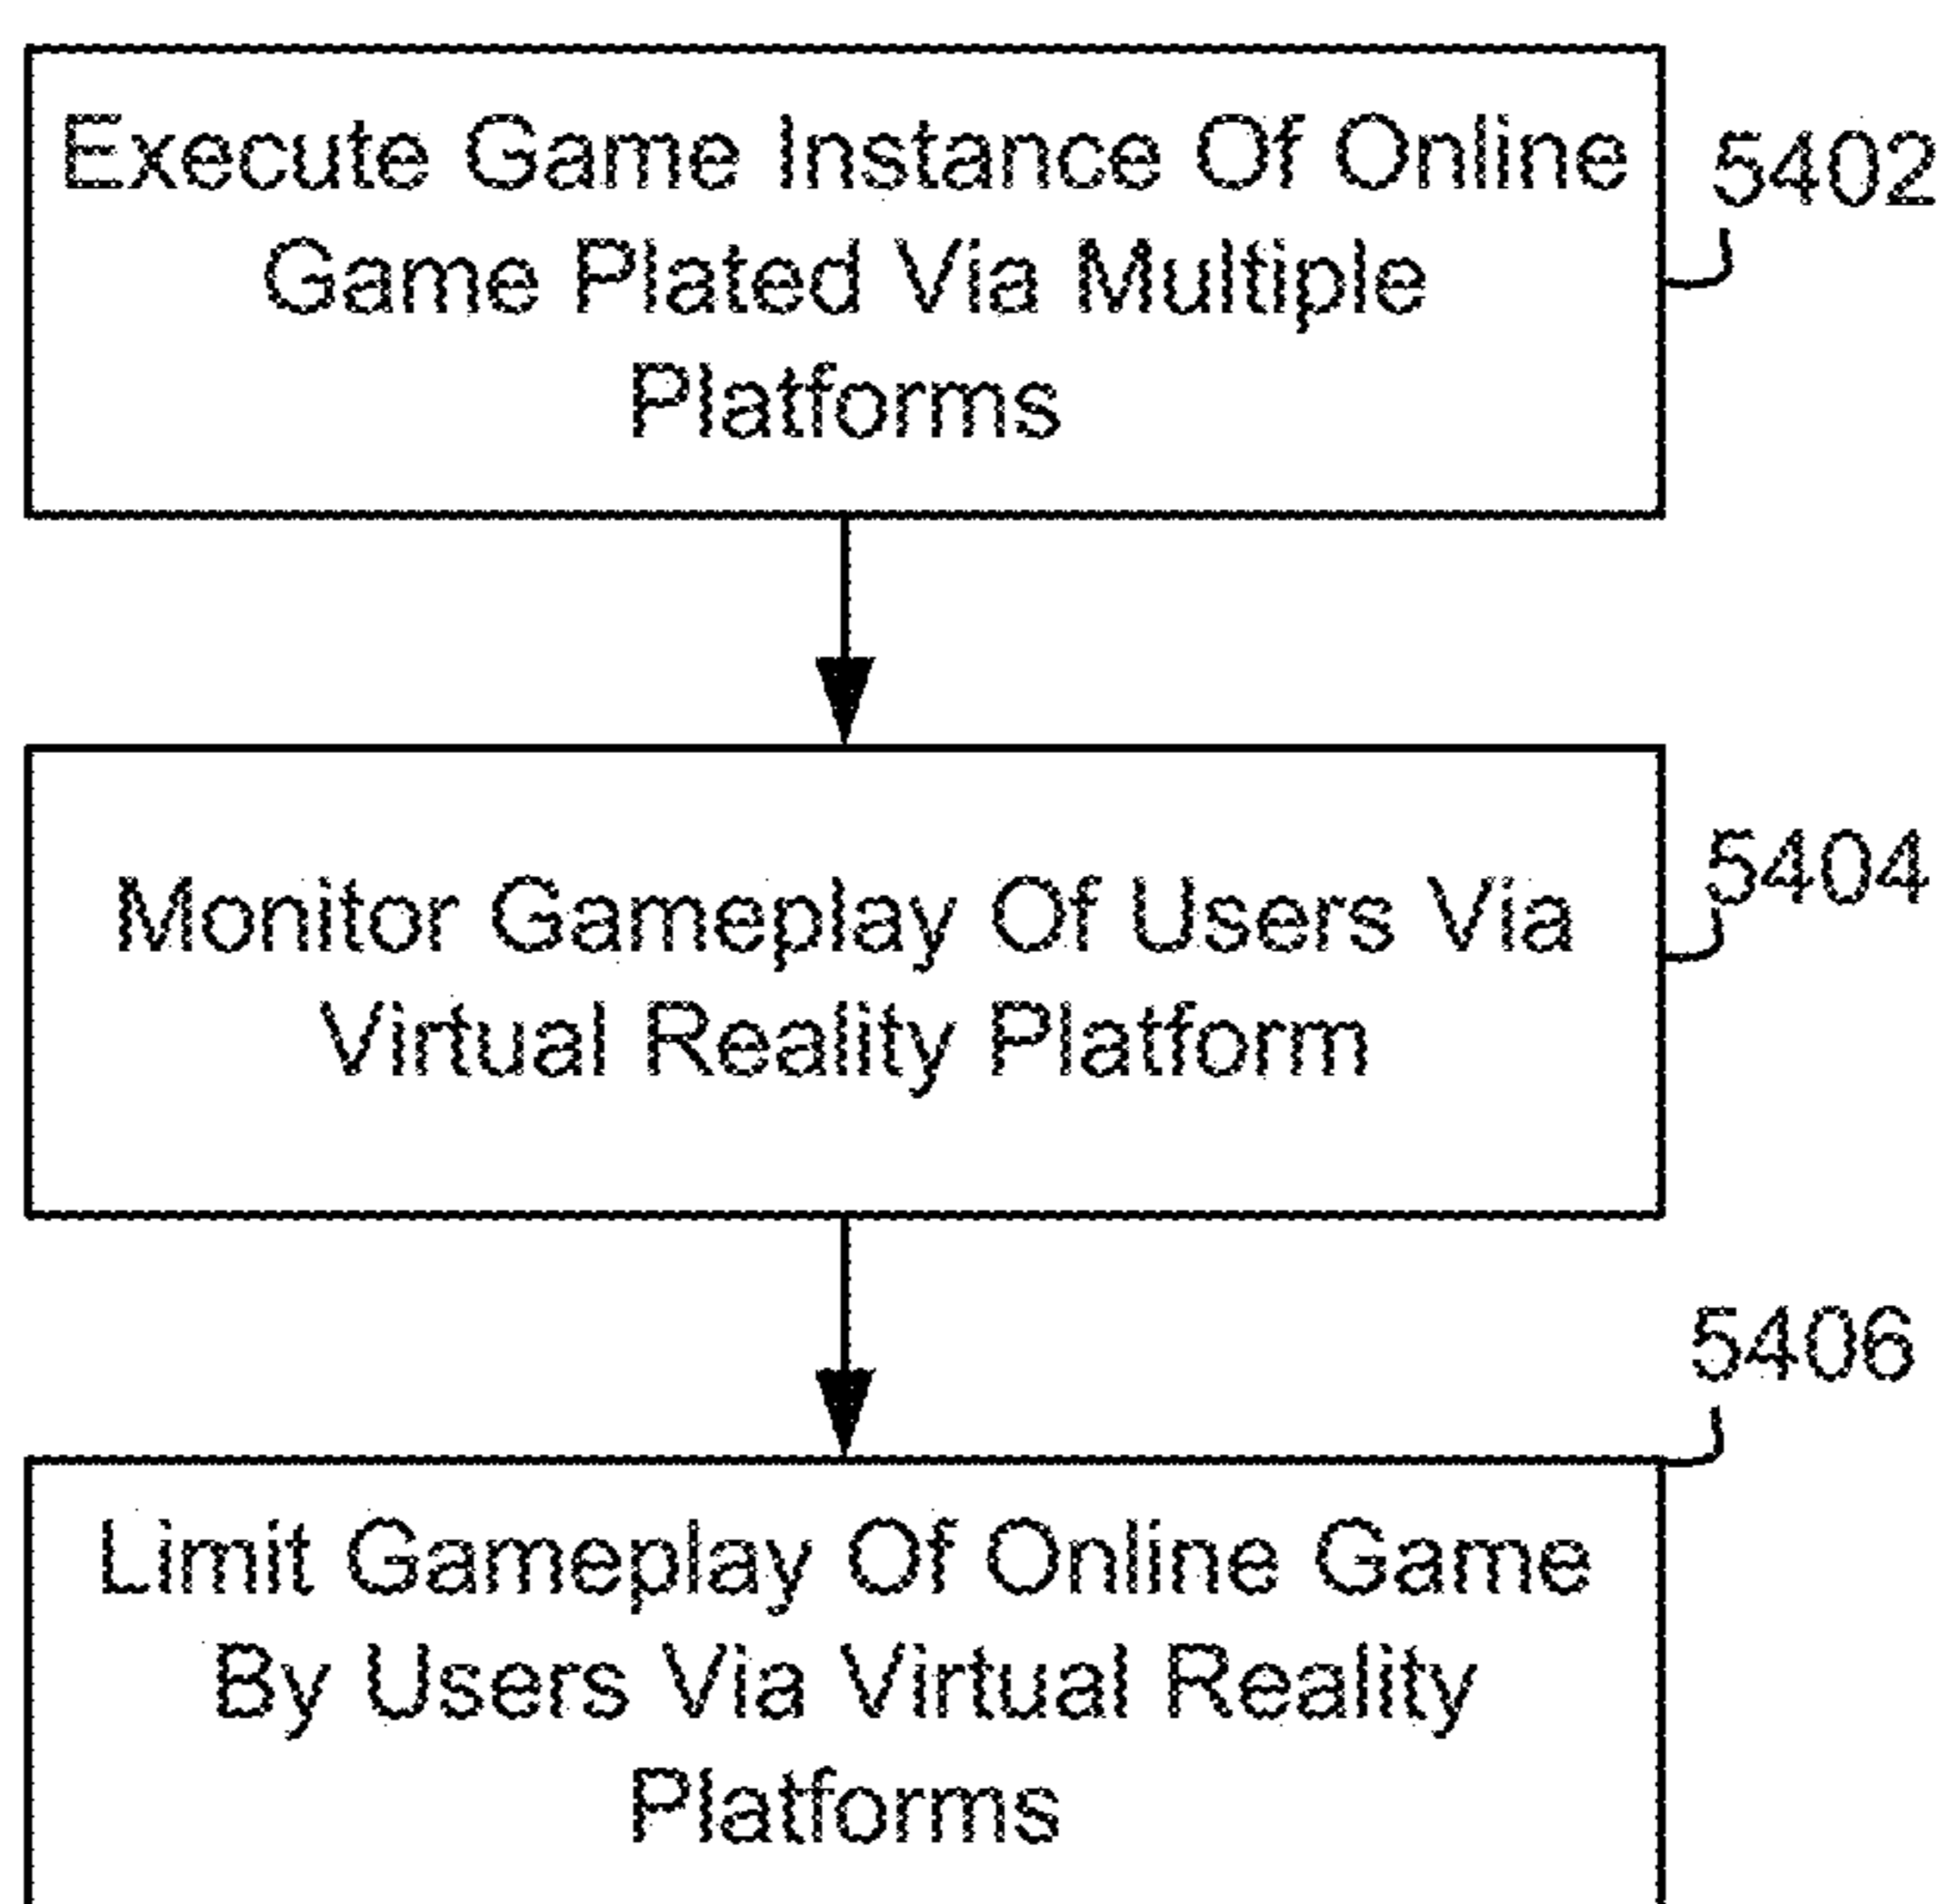 Execute Game Instance Of Online
5402
Game Plated Via Multiple
Platforms
Monitor Gameplay Of Users Via
5404
Virtual Reality Platform
5406
Limit Gameplay Of Online Game
By Users Via Virtual Reality
Platforms